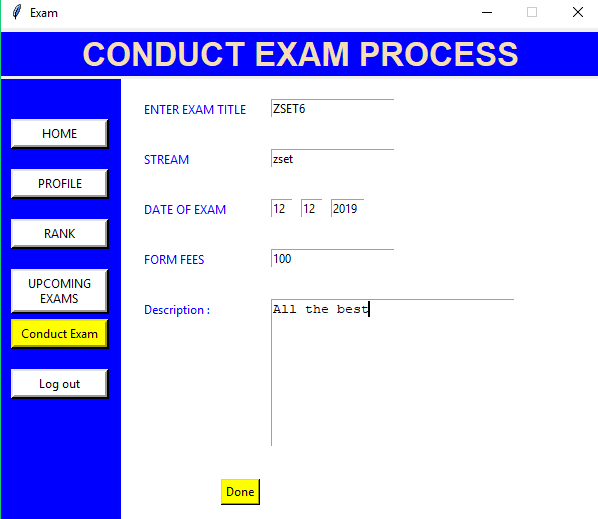 Exam
CONDUCT EXAM PROCESS
HOME
PROFILE
RANK
UPCOMING
EXAMS
Conduct Exam
Log out
ENTER EXAM TITLE ZSET6
STREAM zset
DATE OF EXAM 12 12 2019
FORM FEES 100
Description : All the best
Done